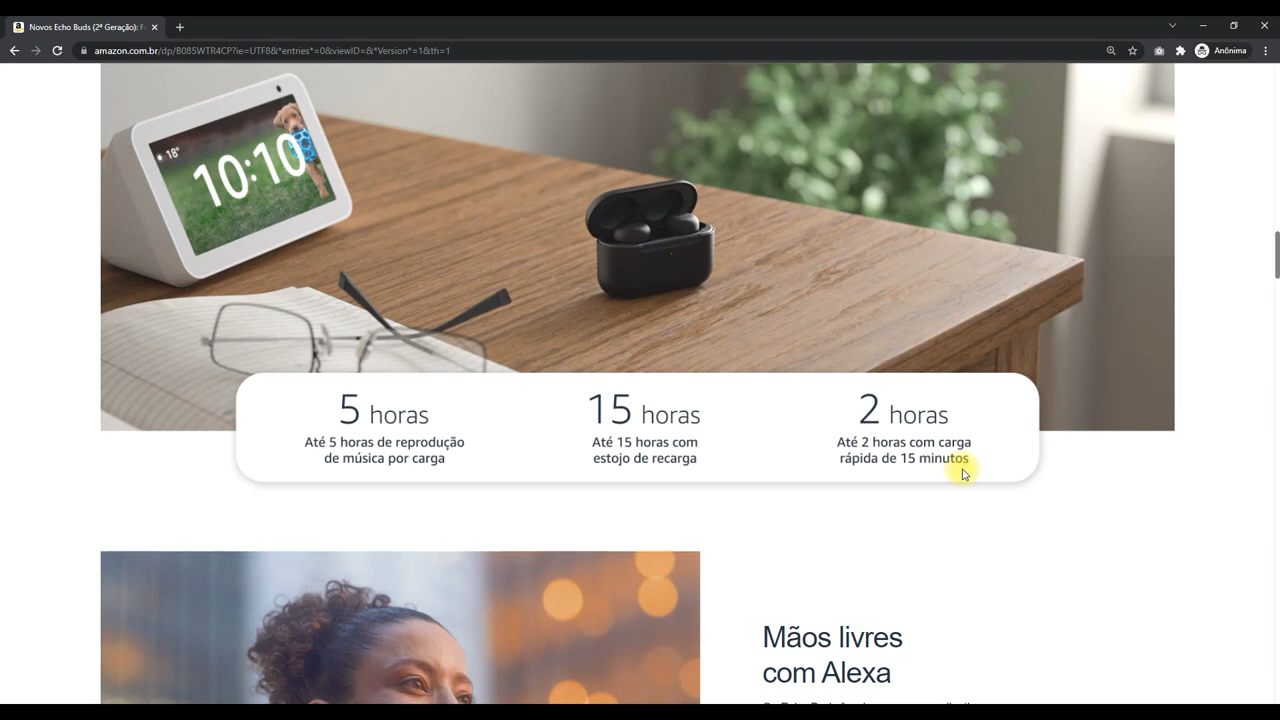 Novos Echo Buds (2ª Geração): F
amazon.com.br/dp/B085WTR4CP?ie=UTF8&*entries*=0&viewID=&*Version*=1&th=1
Anônima
18°
10:10
5 horas
Até 5 horas de reprodução
de música por carga
15 horas
Até 15 horas com
estojo de recarga
2 horas
Até 2 horas com carga
rápida de 15 minutos
Mãos livres
com Alexa